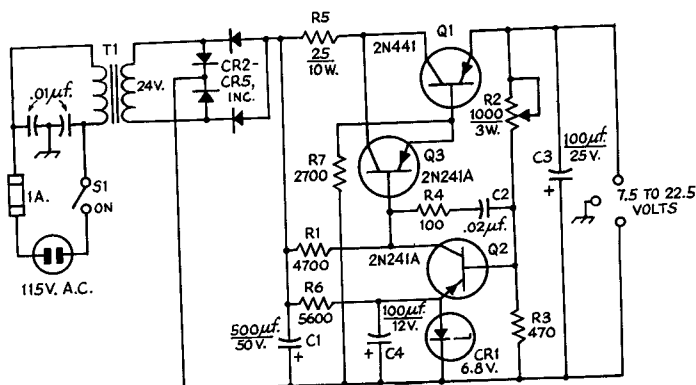 T1
.01µf.
24V.
CR2-
CR5,
INC.
1A.
S1
ON
115V. A.C.
R5
25
10W.
Q1
2N441
R2
1000
3W.
C3
100µf.
25V.
7.5 TO 22.5
VOLTS
R7
2700
Q3
2N241A
R4
100
C2
.02µf.
R1
4700
2N241A
Q2
R6
5600
500µf.
50V.
C1
+
100µf.
12V.
C4
+
CR1
6.8V.
R3
470
+